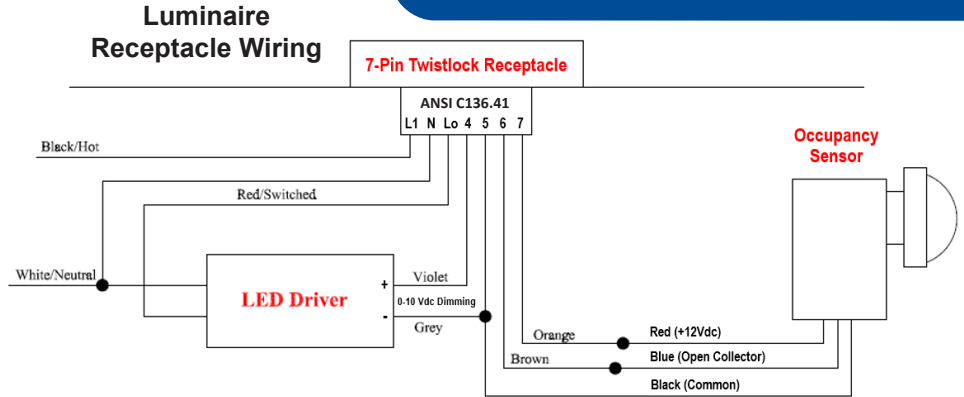 Luminaire
Receptacle Wiring
7-Pin Twistlock Receptacle
ANSI C136.41
L1 N Lo 4 5 6 7
Occupancy
Sensor
Black/Hot
Red/Switched
White/Neutral
LED Driver
+
Violet
0-10 Vdc Dimming
-
Grey
Orange
Red (+12Vdc)
Brown
Blue (Open Collector)
Black (Common)